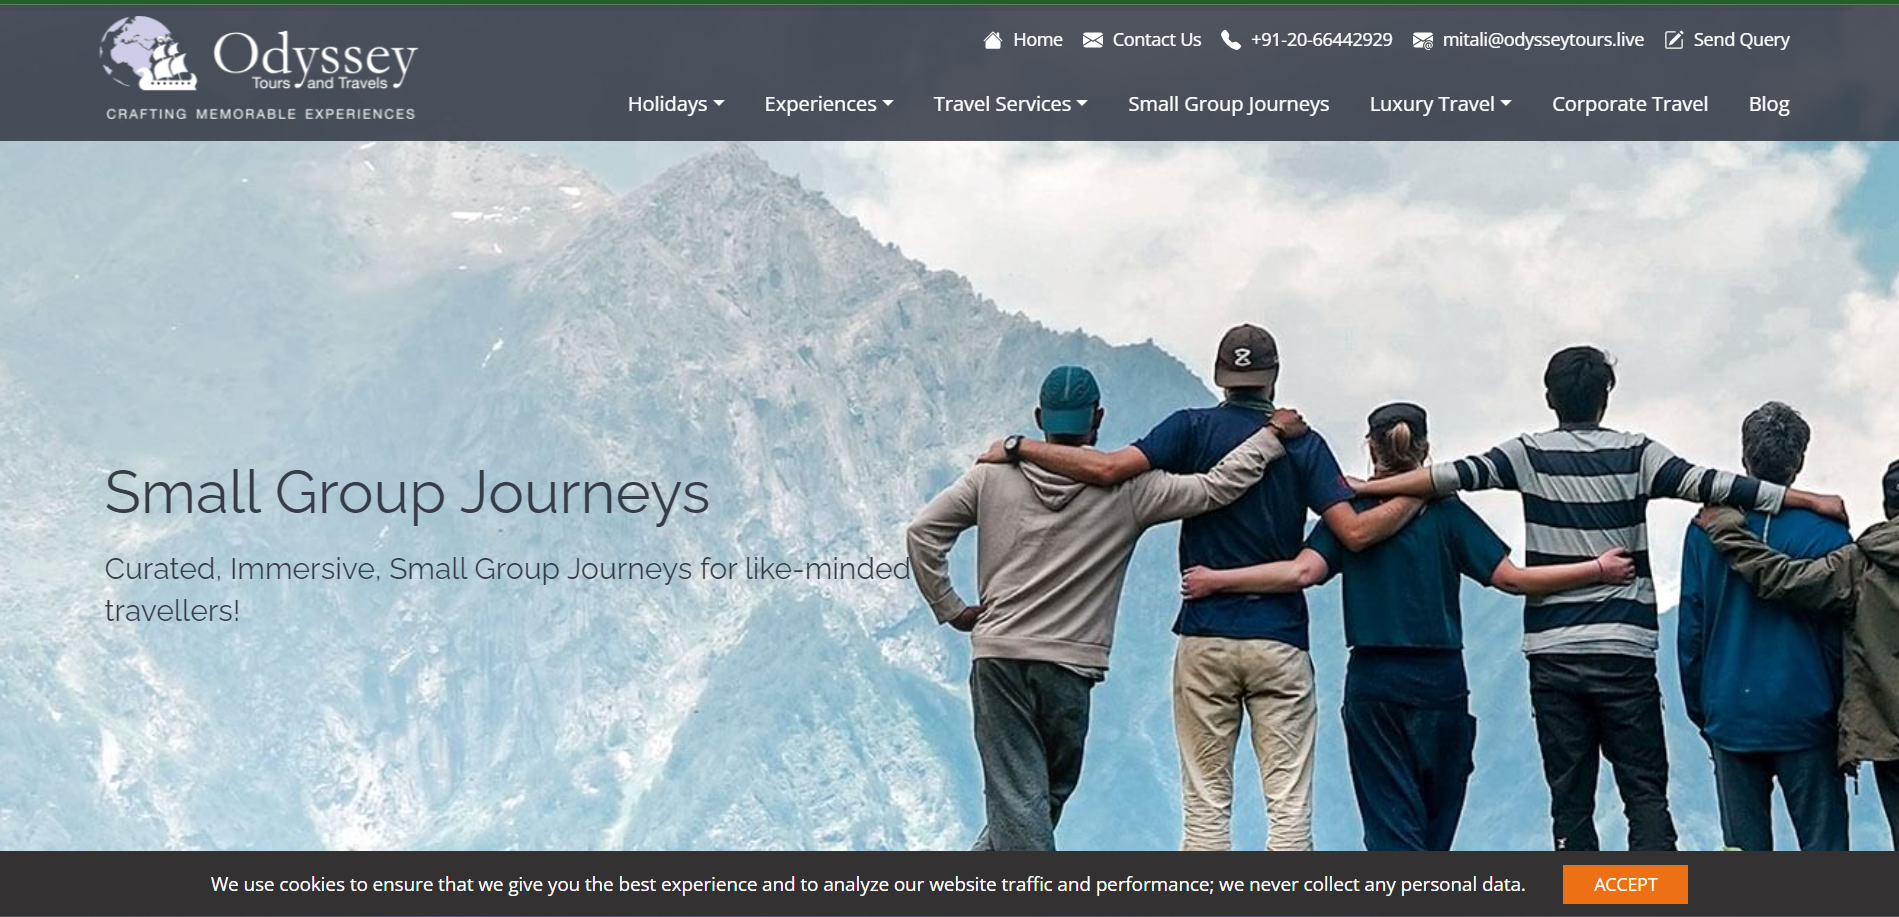 Odyssey
Tours and Travels
CRAFTING MEMORABLE EXPERIENCES
Home Contact Us +91-20-66442929 mitali@odysseytours.live Send Query
Holidays Experiences Travel Services Small Group Journeys Luxury Travel Corporate Travel Blog
Small Group Journeys
Curated, Immersive, Small Group Journeys for like-minded
travellers!
We use cookies to ensure that we give you the best experience and to analyze our website traffic and performance; we never collect any personal data.
ACCEPT